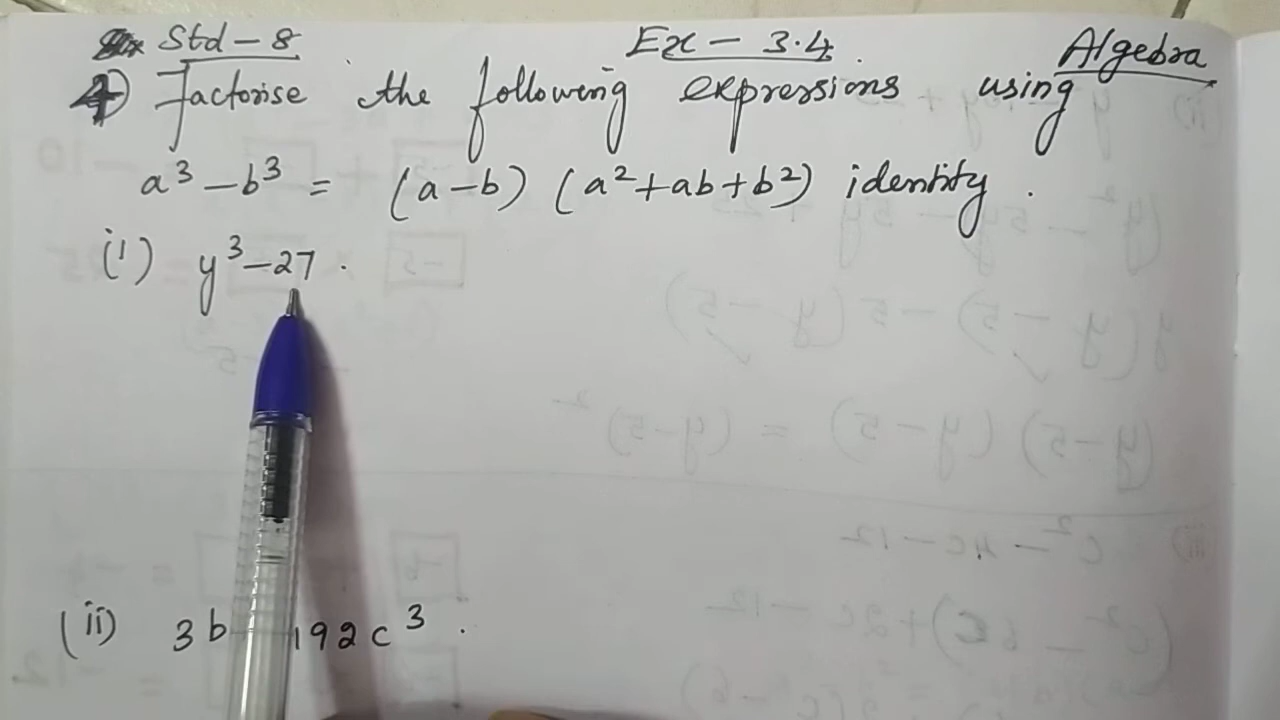 Std - 8 Ex - 3.4 Algebra
4) Factorise the following expressions using
a³ - b³ = (a - b) (a² + ab + b²) identity.
(i) y³ - 27.
(ii) 3b 192c³.